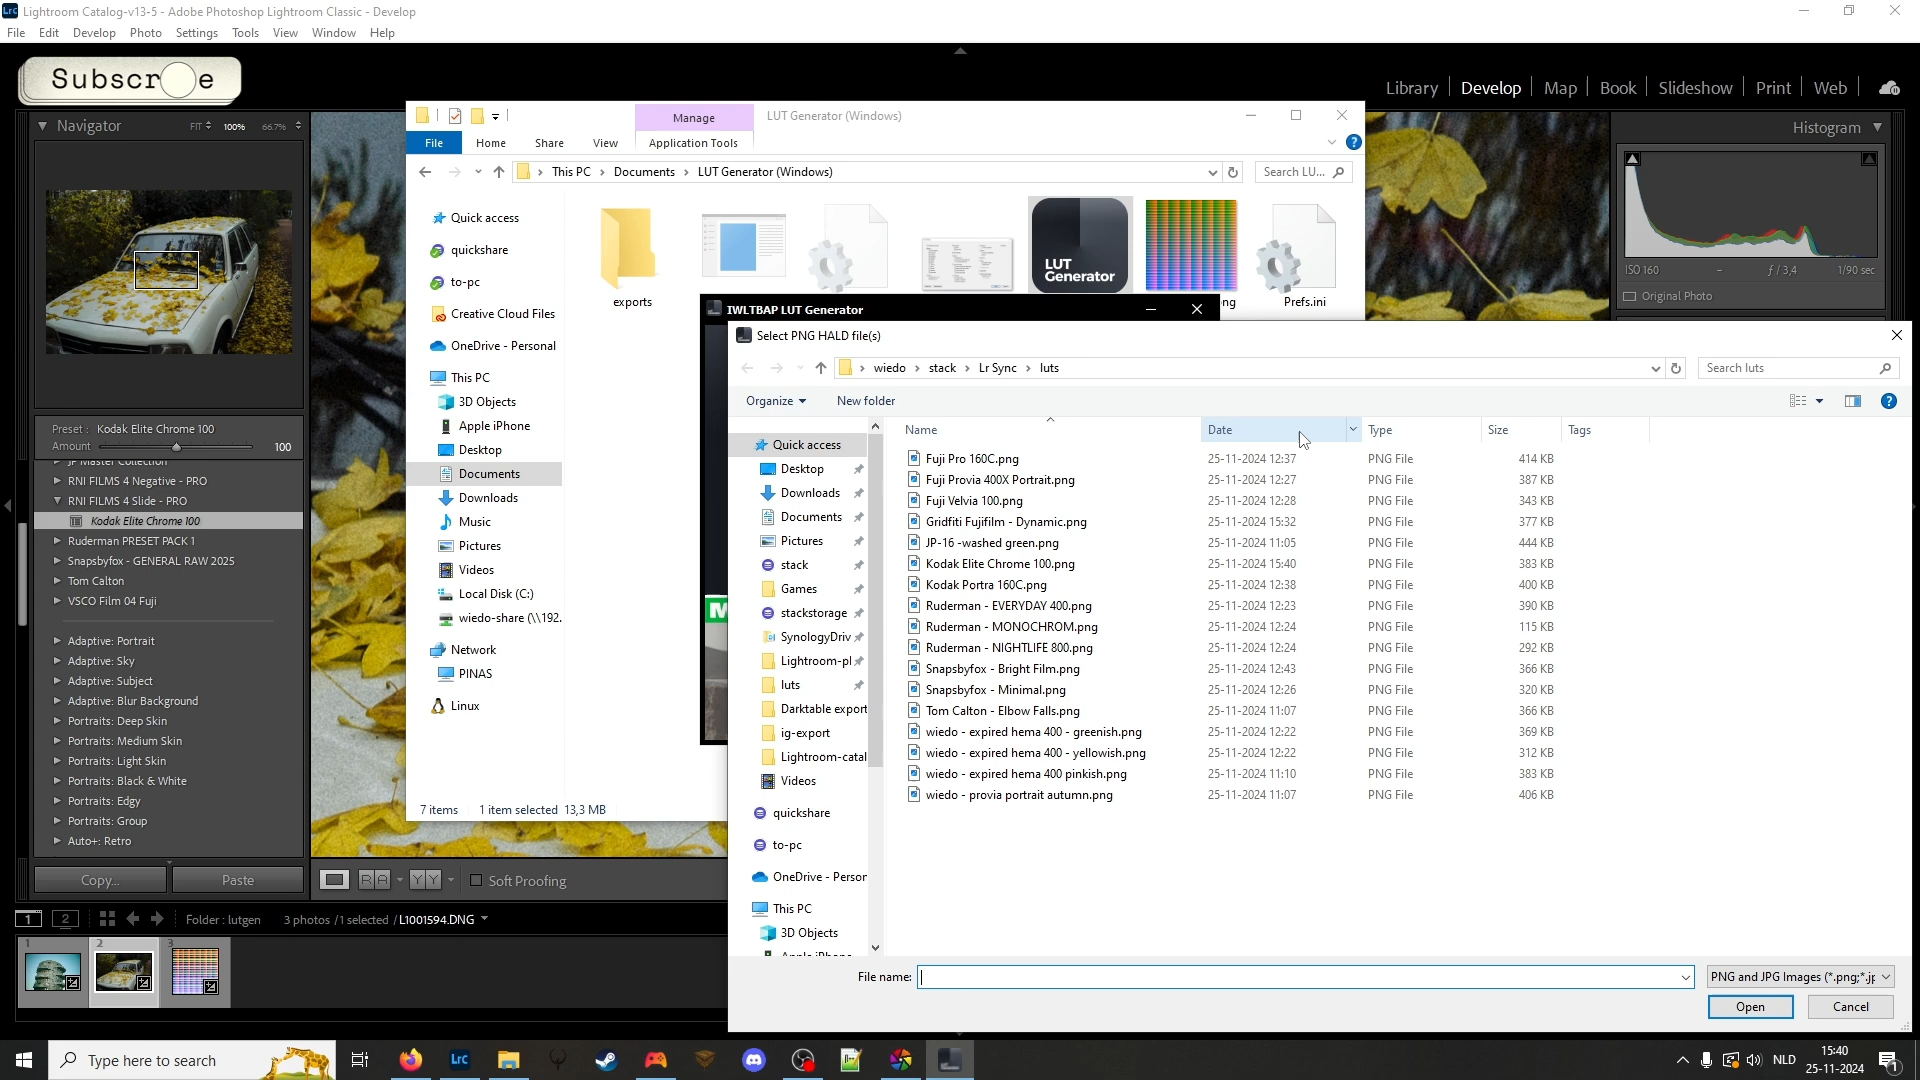 Lightroom Catalog-v13-5 - Adobe Photoshop Lightroom Classic - Develop
File Edit Develop Photo Settings Tools View Window Help
Library Develop Map Book Slideshow Print Web
Navigator FIT 100% 66.7%
Preset: Kodak Elite Chrome 100
Amount 100
JP Master Collection
RNI FILMS 4 Negative - PRO
RNI FILMS 4 Slide - PRO
Kodak Elite Chrome 100
Ruderman PRESET PACK 1
Snapsbyfox - GENERAL RAW 2025
Tom Calton
VSCO Film 04 Fuji
Adaptive: Portrait
Adaptive: Sky
Adaptive: Subject
Adaptive: Blur Background
Portraits: Deep Skin
Portraits: Medium Skin
Portraits: Light Skin
Portraits: Black & White
Portraits: Edgy
Portraits: Group
Auto+: Retro
Copy... Paste
Manage LUT Generator (Windows)
File Home Share View Application Tools
This PC Documents LUT Generator (Windows) Search LU...
Quick access
quickshare
to-pc
Creative Cloud Files
OneDrive - Personal
This PC
3D Objects
Apple iPhone
Desktop
Documents
Downloads
Music
Pictures
Videos
Local Disk (C:)
wiedo-share (\\192.
Network
PINAS
Linux
LUT
Generator
exports ng Prefs.ini
7 items 1 item selected 13,3 MB
IWLTBAP LUT Generator
M
Select PNG HALD file(s)
wiedo stack Lr Sync luts Search luts
Organize New folder
Quick access
Desktop
Downloads
Documents
Pictures
stack
Games
stackstorage
SynologyDriv
Lightroom-pl
luts
Darktable export
ig-export
Lightroom-catal
Videos
quickshare
to-pc
OneDrive - Person
This PC
3D Objects
Name Date Type Size Tags
Fuji Pro 160C.png 25-11-2024 12:37 PNG File 414 KB
Fuji Provia 400X Portrait.png 25-11-2024 12:27 PNG File 387 KB
Fuji Velvia 100.png 25-11-2024 12:28 PNG File 343 KB
Gridfiti Fujifilm - Dynamic.png 25-11-2024 15:32 PNG File 377 KB
JP-16 -washed green.png 25-11-2024 11:05 PNG File 444 KB
Kodak Elite Chrome 100.png 25-11-2024 15:40 PNG File 383 KB
Kodak Portra 160C.png 25-11-2024 12:38 PNG File 400 KB
Ruderman - EVERYDAY 400.png 25-11-2024 12:23 PNG File 390 KB
Ruderman - MONOCHROM.png 25-11-2024 12:24 PNG File 115 KB
Ruderman - NIGHTLIFE 800.png 25-11-2024 12:24 PNG File 292 KB
Snapsbyfox - Bright Film.png 25-11-2024 12:43 PNG File 366 KB
Snapsbyfox - Minimal.png 25-11-2024 12:26 PNG File 320 KB
Tom Calton - Elbow Falls.png 25-11-2024 11:07 PNG File 366 KB
wiedo - expired hema 400 - greenish.png 25-11-2024 12:22 PNG File 369 KB
wiedo - expired hema 400 - yellowish.png 25-11-2024 12:22 PNG File 312 KB
wiedo - expired hema 400 pinkish.png 25-11-2024 11:10 PNG File 383 KB
wiedo - provia portrait autumn.png 25-11-2024 11:07 PNG File 406 KB
File name: PNG and JPG Images (*.png;*.jp
Open Cancel
Histogram
ISO 160 - ƒ / 3,4 1/90 sec
Original Photo
R A Y Y Soft Proofing
1 2 Folder : lutgen 3 photos / 1 selected / L1001594.DNG
1 2 3
Type here to search
Lrc
NLD
15:40
25-11-2024
1